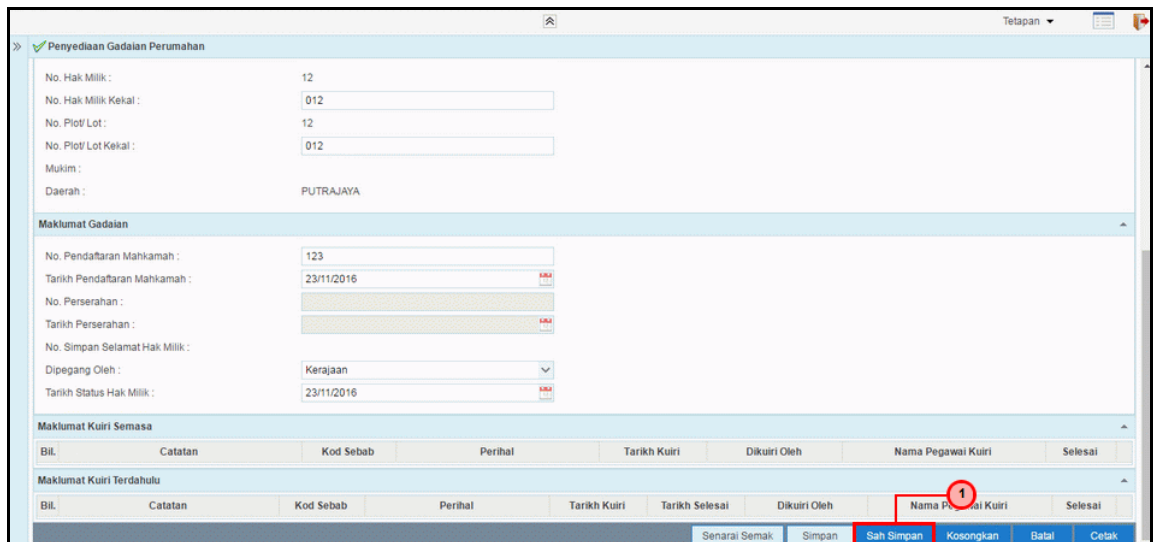 Tetapan
Penyediaan Gadaian Perumahan
No. Hak Milik : 12
No. Hak Milik Kekal : 012
No. Plot/ Lot : 12
No. Plot/ Lot Kekal : 012
Mukim :
Daerah : PUTRAJAYA
Maklumat Gadaian
No. Pendaftaran Mahkamah : 123
Tarikh Pendaftaran Mahkamah : 23/11/2016
No. Perserahan :
Tarikh Perserahan :
No. Simpan Selamat Hak Milik :
Dipegang Oleh : Kerajaan
Tarikh Status Hak Milik : 23/11/2016
Maklumat Kuiri Semasa
Bil. Catatan Kod Sebab Perihal Tarikh Kuiri Dikuiri Oleh Nama Pegawai Kuiri Selesai
Maklumat Kuiri Terdahulu
1
Bil. Catatan Kod Sebab Perihal Tarikh Kuiri Tarikh Selesai Dikuiri Oleh Nama Pegawai Kuiri Selesai
Senarai Semak Simpan Sah Simpan Kosongkan Batal Cetak